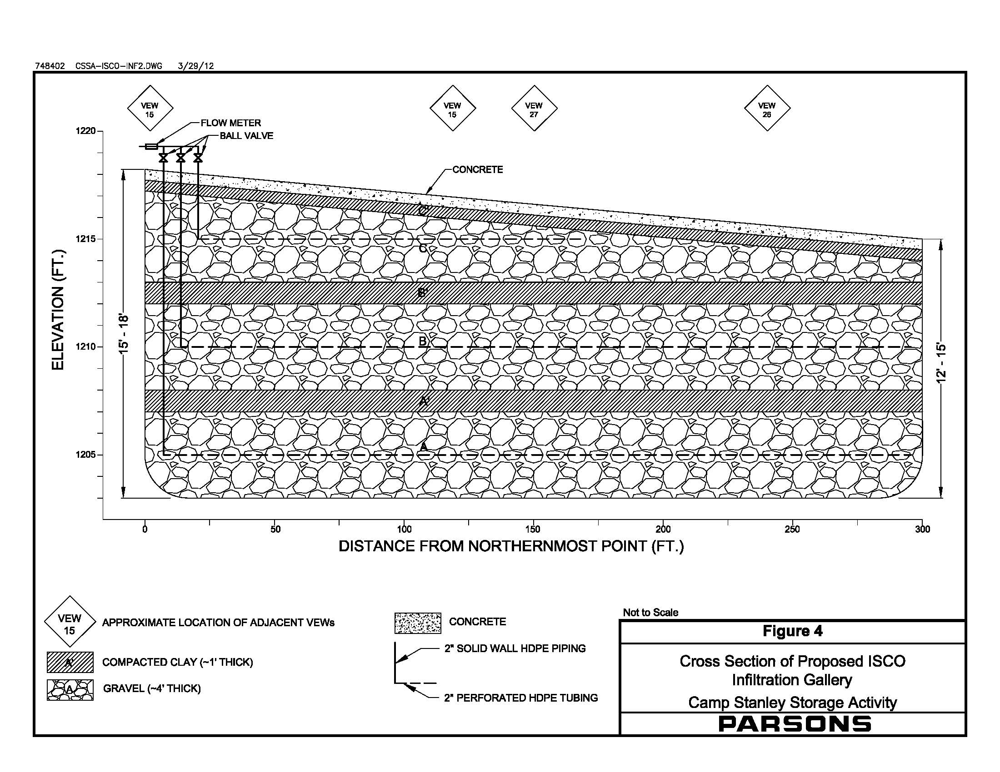 748402 CSSA-ISCO-INF2.DWG 3/29/12
VEW
15
VEW
15
VEW
27
VEW
26
FLOW METER
BALL VALVE
CONCRETE
1220
1215
1210
1205
ELEVATION (FT.)
15' - 18'
12' - 15'
C'
C
B'
B
A'
A
0 50 100 150 200 250 300
DISTANCE FROM NORTHERNMOST POINT (FT.)
VEW
15
APPROXIMATE LOCATION OF ADJACENT VEWs
A'
COMPACTED CLAY (~1' THICK)
A
GRAVEL (~4' THICK)
CONCRETE
2" SOLID WALL HDPE PIPING
2" PERFORATED HDPE TUBING
Not to Scale
Figure 4
Cross Section of Proposed ISCO
Infiltration Gallery
Camp Stanley Storage Activity
PARSONS